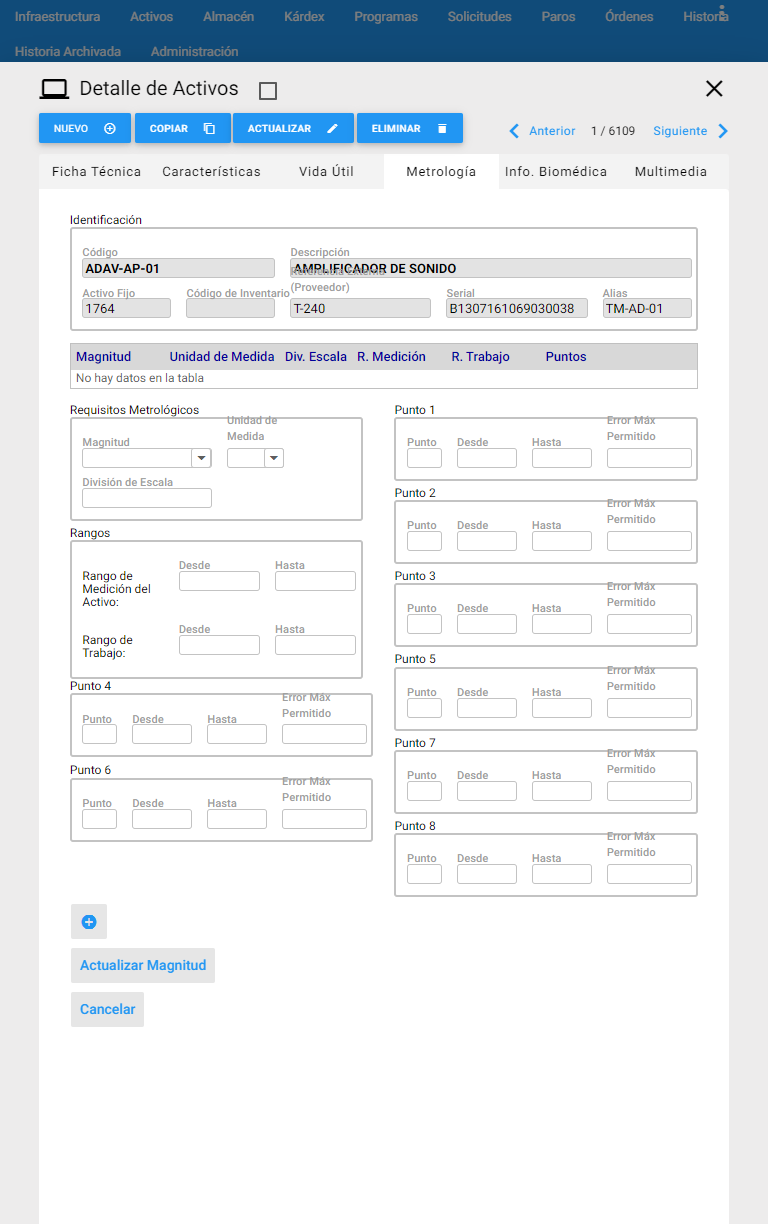 Infraestructura Activos Almacén Kárdex Programas Solicitudes Paros Órdenes Historia
Historia Archivada Administración
Detalle de Activos
NUEVO COPIAR ACTUALIZAR ELIMINAR
Anterior 1 / 6109 Siguiente
Ficha Técnica Características Vida Útil Metrología Info. Biomédica Multimedia
Identificación
Código Descripción
ADAV-AP-01 AMPLIFICADOR DE SONIDO
Referencia Externa
(Proveedor)
Activo Fijo Código de Inventario Serial Alias
1764 T-240 B1307161069030038 TM-AD-01
Magnitud Unidad de Medida Div. Escala R. Medición R. Trabajo Puntos
No hay datos en la tabla
Requisitos Metrológicos
Magnitud
Unidad de
Medida
División de Escala
Rangos
Desde Hasta
Rango de
Medición del
Activo:
Desde Hasta
Rango de
Trabajo:
Punto 4
Punto Desde Hasta Error Máx
Permitido
Punto 6
Punto Desde Hasta Error Máx
Permitido
Punto 1
Punto Desde Hasta Error Máx
Permitido
Punto 2
Punto Desde Hasta Error Máx
Permitido
Punto 3
Punto Desde Hasta Error Máx
Permitido
Punto 5
Punto Desde Hasta Error Máx
Permitido
Punto 7
Punto Desde Hasta Error Máx
Permitido
Punto 8
Punto Desde Hasta Error Máx
Permitido
Actualizar Magnitud
Cancelar